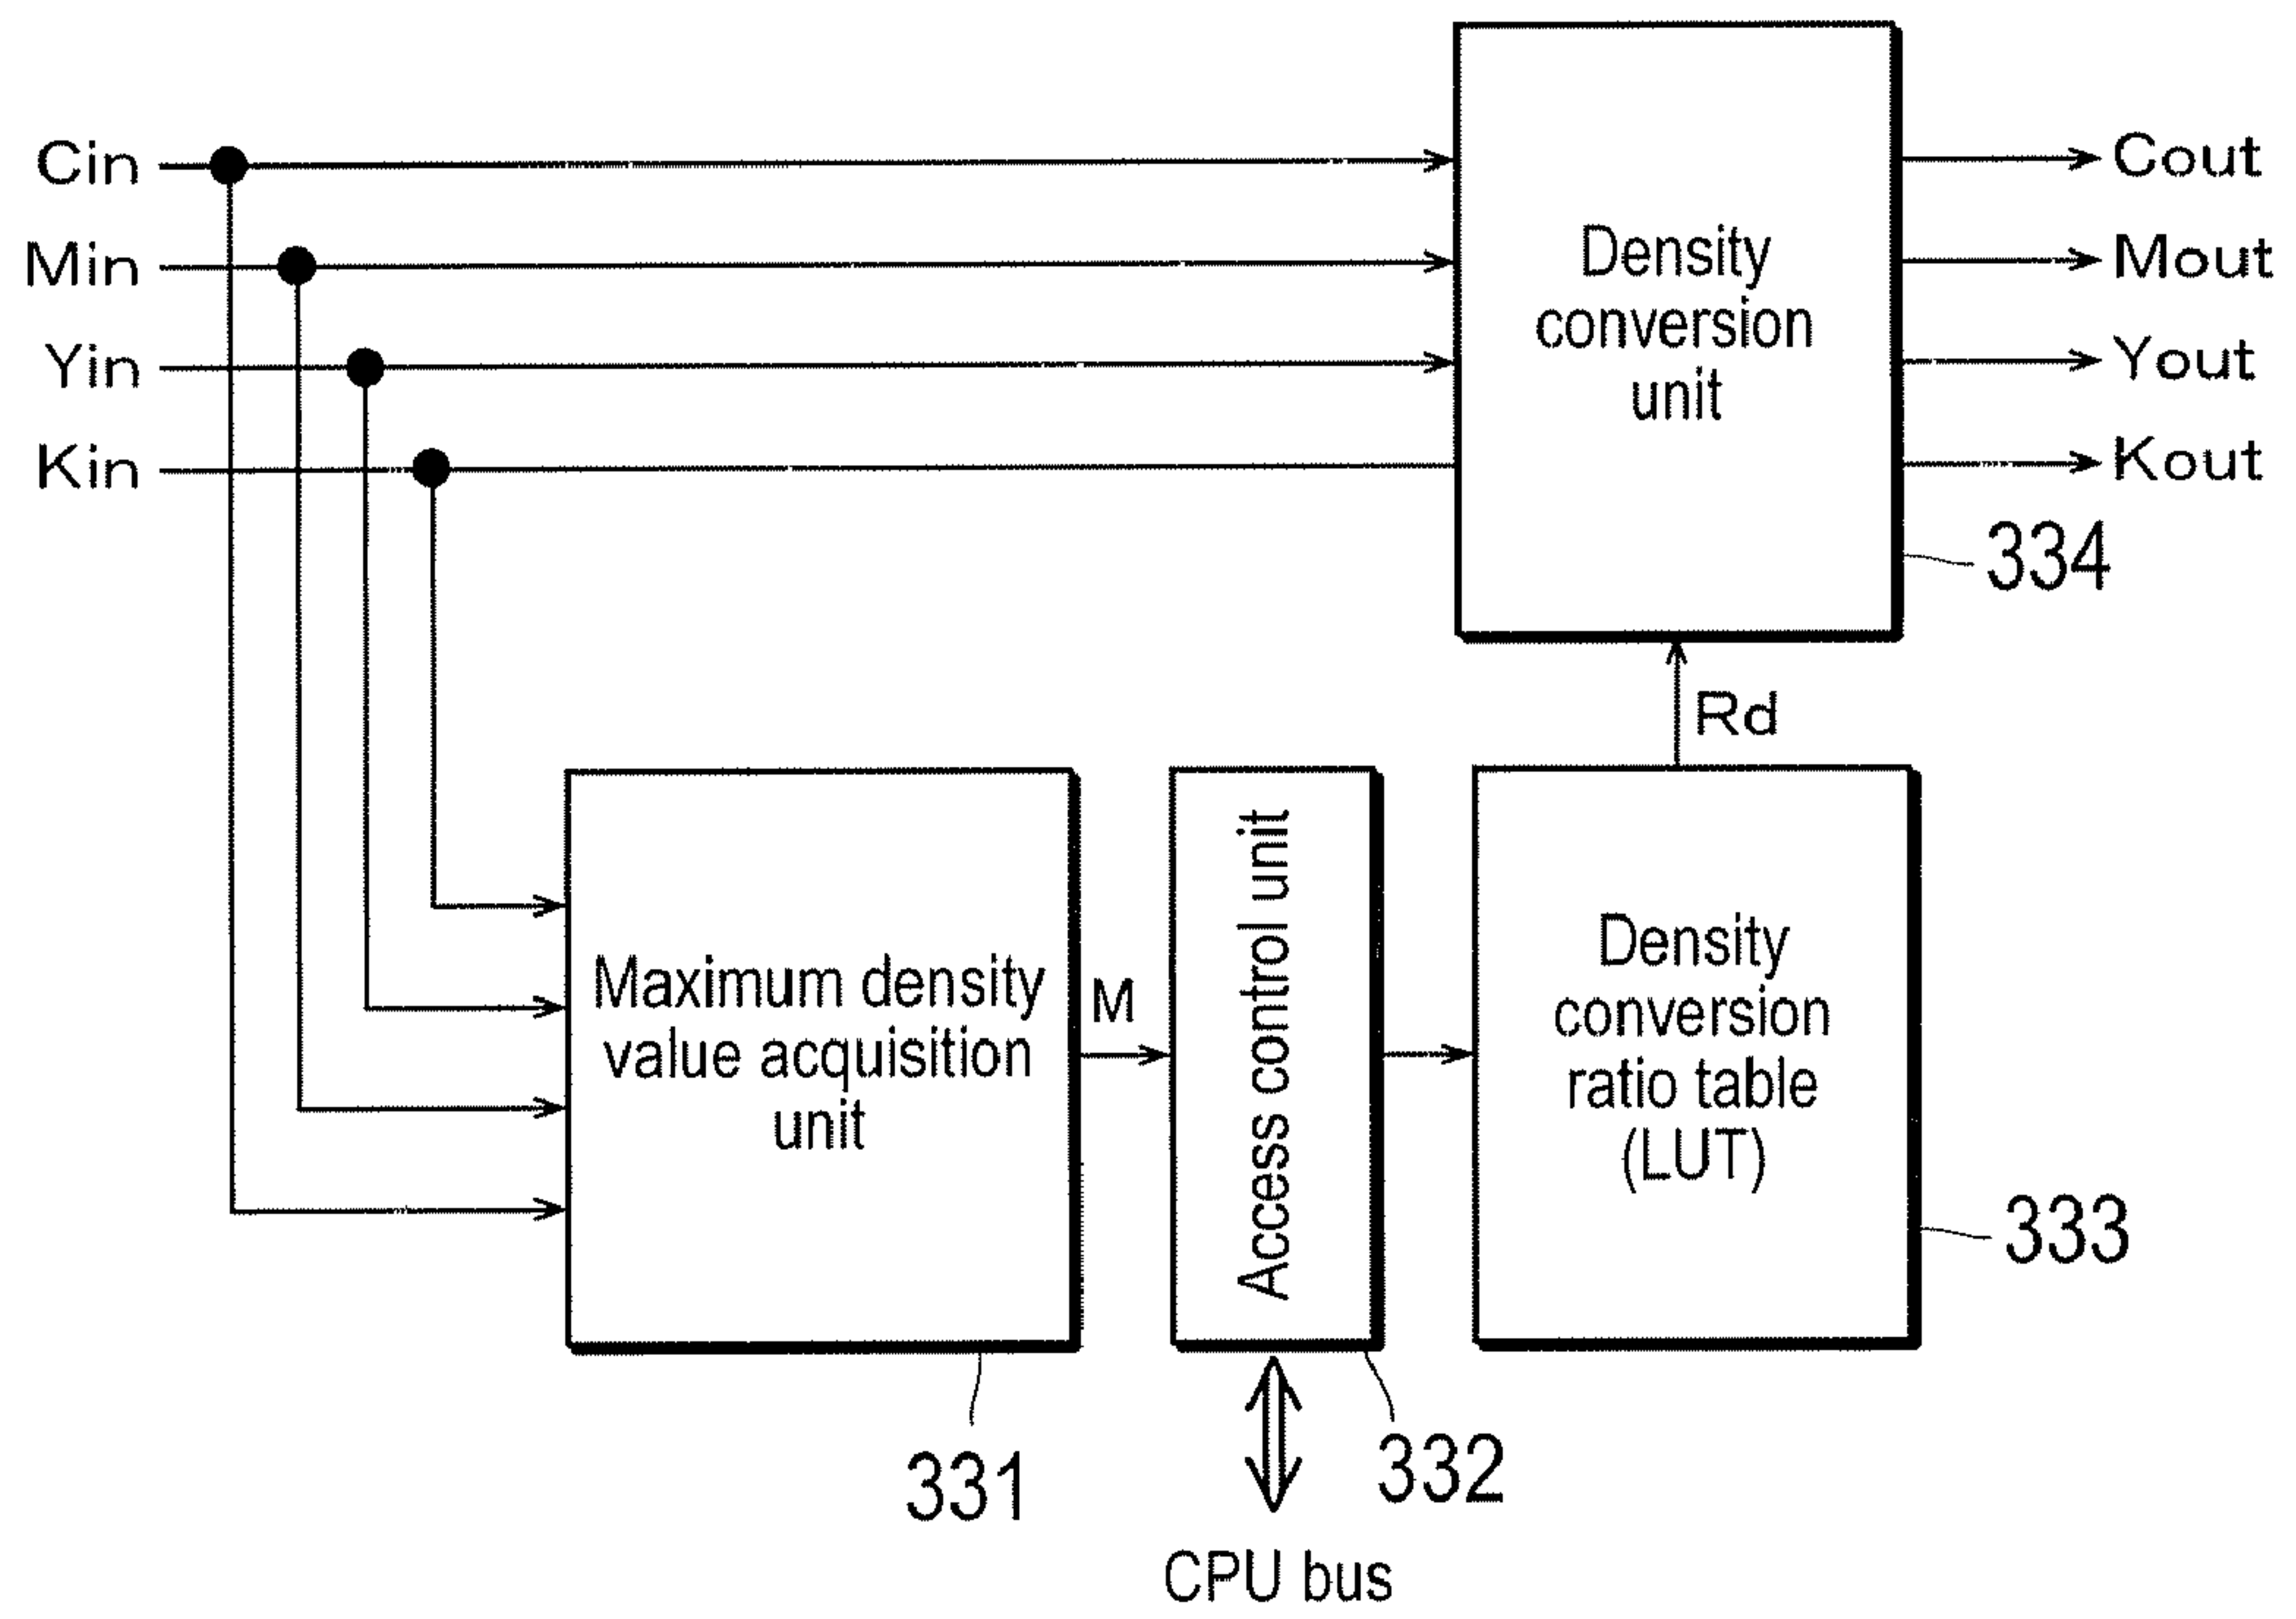 Cin
Min
Yin
Kin
Density
conversion
unit
Cout
Mout
Yout
Kout
334
Rd
Maximum density
value acquisition
unit
M
Access control unit
Density
conversion
ratio table
(LUT)
333
331
332
CPU bus